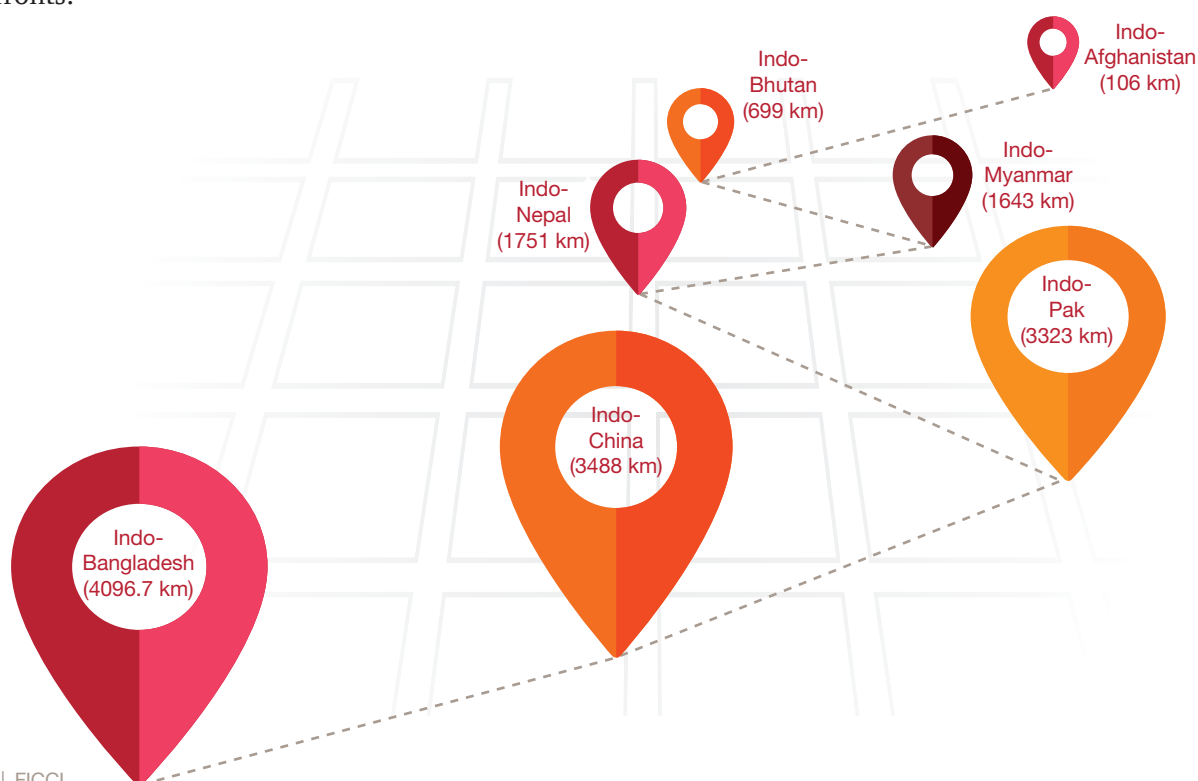 fronts.
Indo-
Afghanistan
(106 km)
Indo-
Bhutan
(699 km)
Indo-
Myanmar
(1643 km)
Indo-
Nepal
(1751 km)
Indo-
Pak
(3323 km)
Indo-
China
(3488 km)
Indo-
Bangladesh
(4096.7 km)
| FICCI